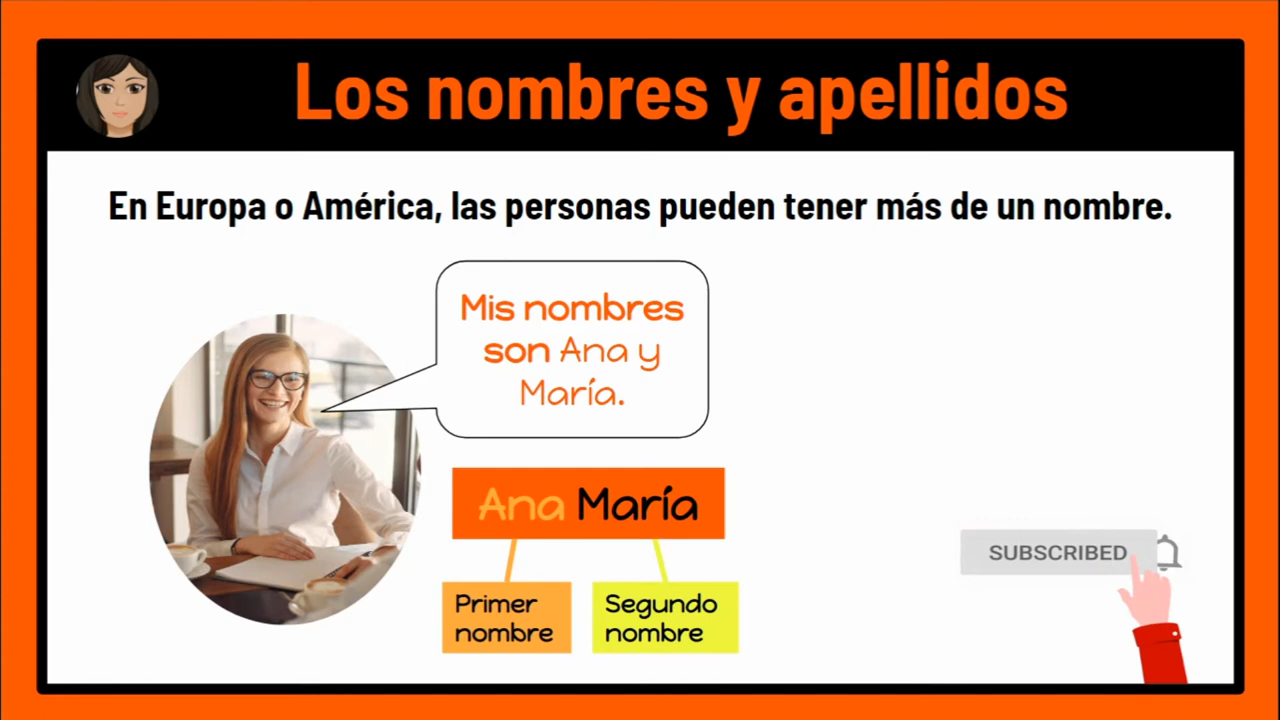 Los nombres y apellidos
En Europa o América, las personas pueden tener más de un nombre.
Mis nombres
son Ana y
María.
Ana María
Primer
nombre
Segundo
nombre
SUBSCRIBED